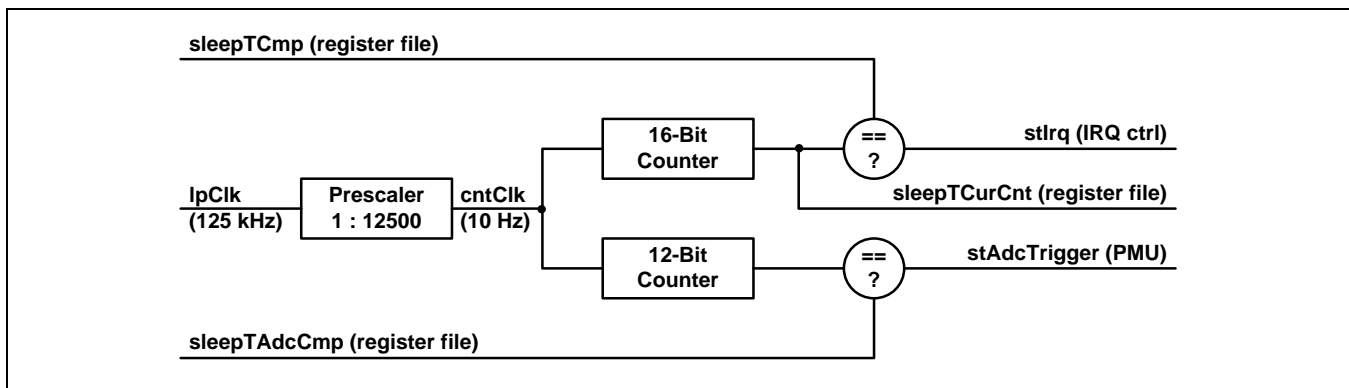 sleepTCmp (register file)
16-Bit
Counter
==
?
stIrq (IRQ ctrl)
sleepTCurCnt (register file)
lpClk
(125 kHz)
Prescaler
1 : 12500
cntClk
(10 Hz)
12-Bit
Counter
==
?
stAdcTrigger (PMU)
sleepTAdcCmp (register file)